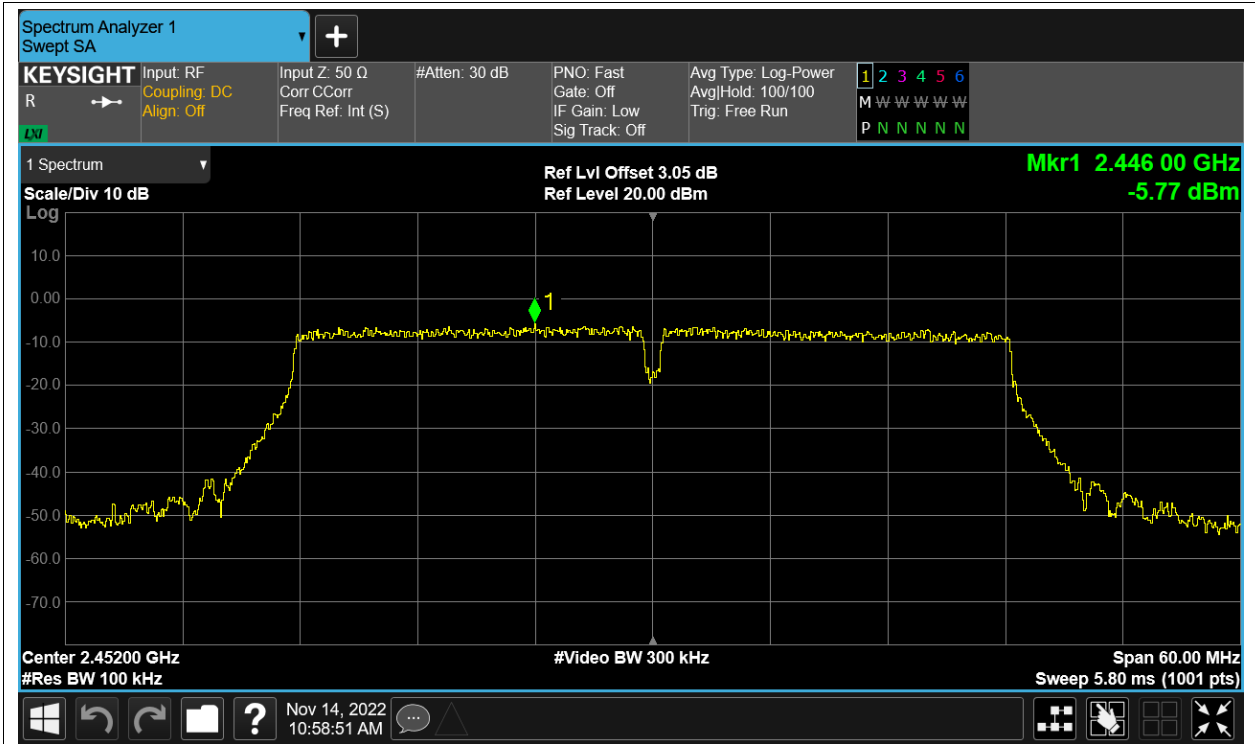 Spectrum Analyzer 1
Swept SA
+
KEYSIGHT
R
LXI
Input: RF
Coupling: DC
Align: Off
Input Z: 50 Ω
Corr CCorr
Freq Ref: Int (S)
#Atten: 30 dB
PNO: Fast
Gate: Off
IF Gain: Low
Sig Track: Off
Avg Type: Log-Power
Avg|Hold: 100/100
Trig: Free Run
1 2 3 4 5 6
M W W W W W
P N N N N N
1 Spectrum
Scale/Div 10 dB
Ref Lvl Offset 3.05 dB
Ref Level 20.00 dBm
Mkr1 2.446 00 GHz
-5.77 dBm
Log
10.0
0.00
1
-10.0
-20.0
-30.0
-40.0
-50.0
-60.0
-70.0
Center 2.45200 GHz
#Video BW 300 kHz
Span 60.00 MHz
#Res BW 100 kHz
Sweep 5.80 ms (1001 pts)
?
Nov 14, 2022
10:58:51 AM